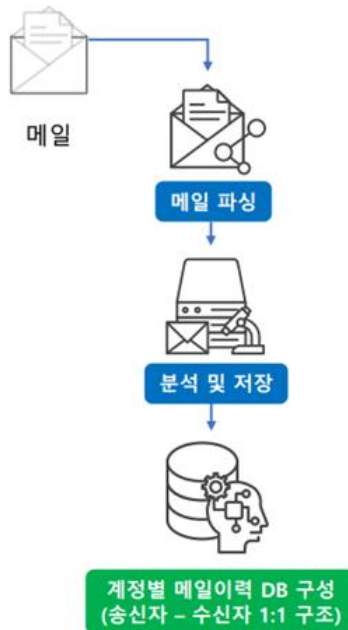 메일
메일 파싱
분석 및 저장
계정별 메일이력 DB 구성
(송신자 – 수신자 1:1 구조)